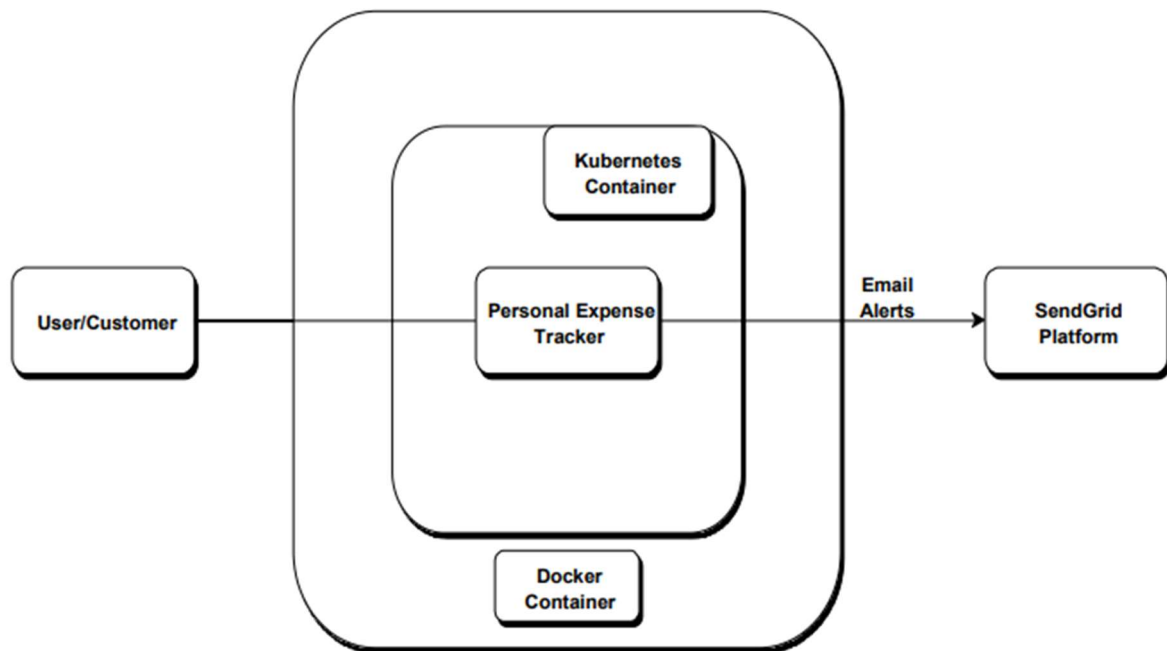 Kubernetes
Container
User/Customer
Personal Expense
Tracker
Email
Alerts
SendGrid
Platform
Docker
Container